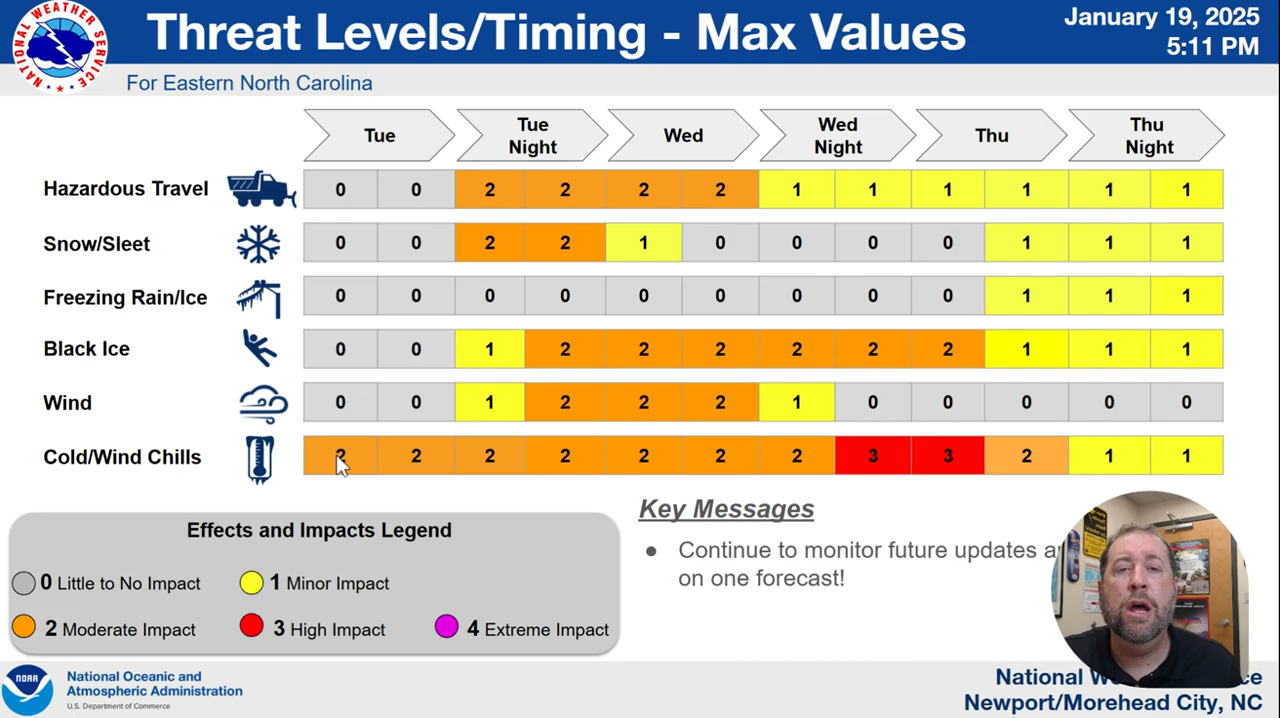 NATIONAL WEATHER SERVICE
Threat Levels/Timing - Max Values
January 19, 2025
5:11 PM
For Eastern North Carolina
Tue
Tue Night
Wed
Wed Night
Thu
Thu Night
Hazardous Travel 0 0 2 2 2 2 1 1 1 1 1 1
Snow/Sleet 0 0 2 2 1 0 0 0 0 1 1 1
Freezing Rain/Ice 0 0 0 0 0 0 0 0 0 1 1 1
Black Ice 0 0 1 2 2 2 2 2 2 1 1 1
Wind 0 0 1 2 2 2 1 0 0 0 0 0
Cold/Wind Chills 2 2 2 2 2 2 2 3 3 2 1 1
Effects and Impacts Legend
0 Little to No Impact
1 Minor Impact
2 Moderate Impact
3 High Impact
4 Extreme Impact
Key Messages
● Continue to monitor future updates
on one forecast!
NOAA
National Oceanic and
Atmospheric Administration
U.S. Department of Commerce
National
Newport/Morehead City, NC